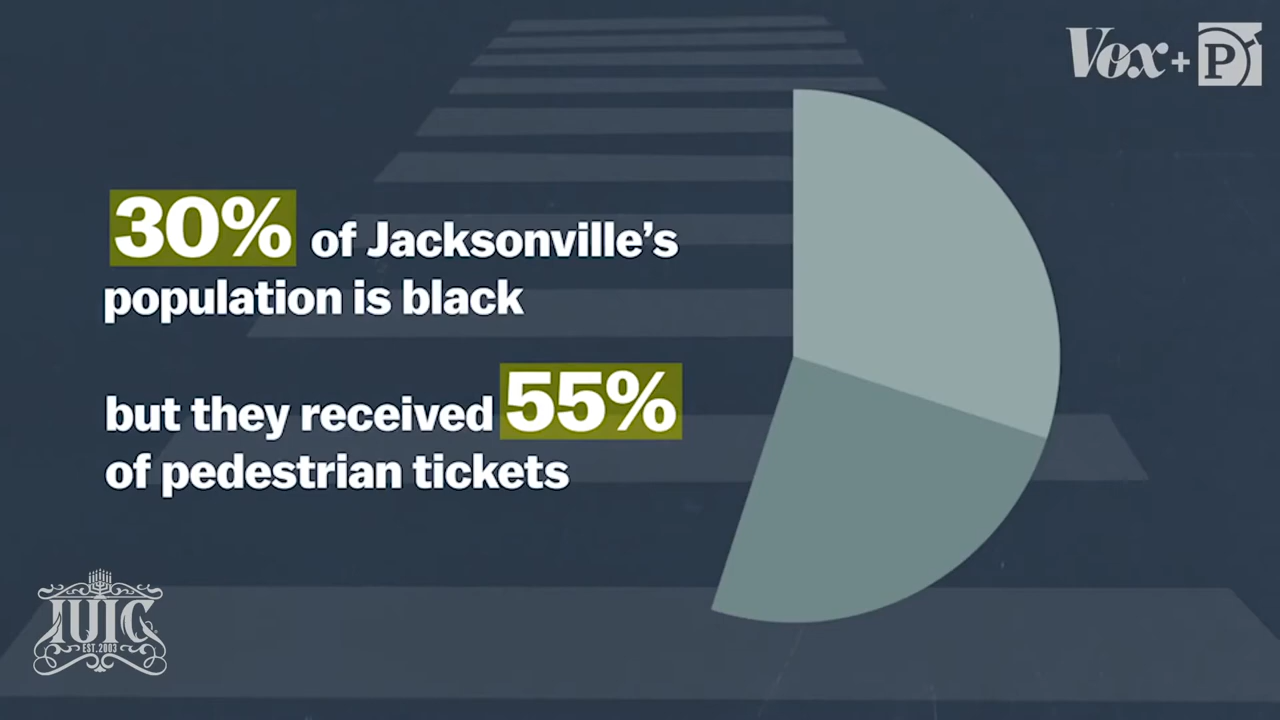 Vox+P
30% of Jacksonville's
population is black
but they received 55%
of pedestrian tickets
IUIC
EST. 2003